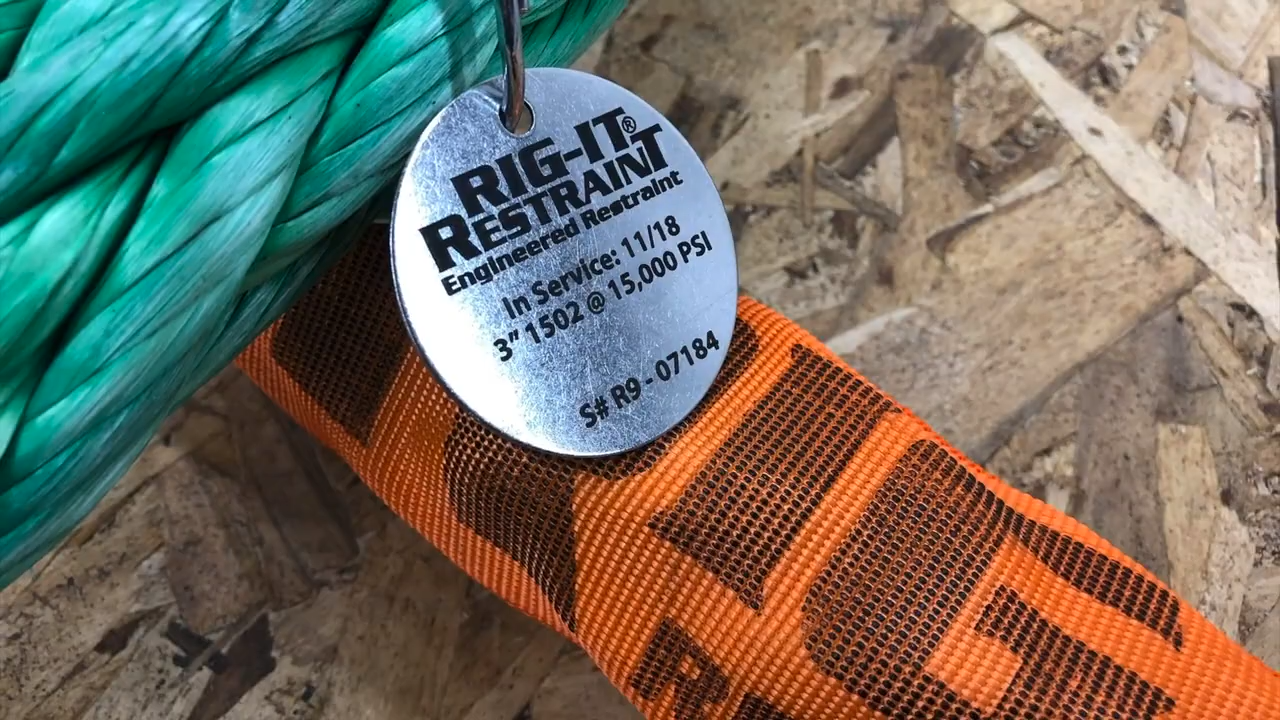 RIG-IT®
RESTRAINT
Engineered Restraint
In Service: 11/18
3” 1502 @ 15,000 PSI
S# R9 - 07184